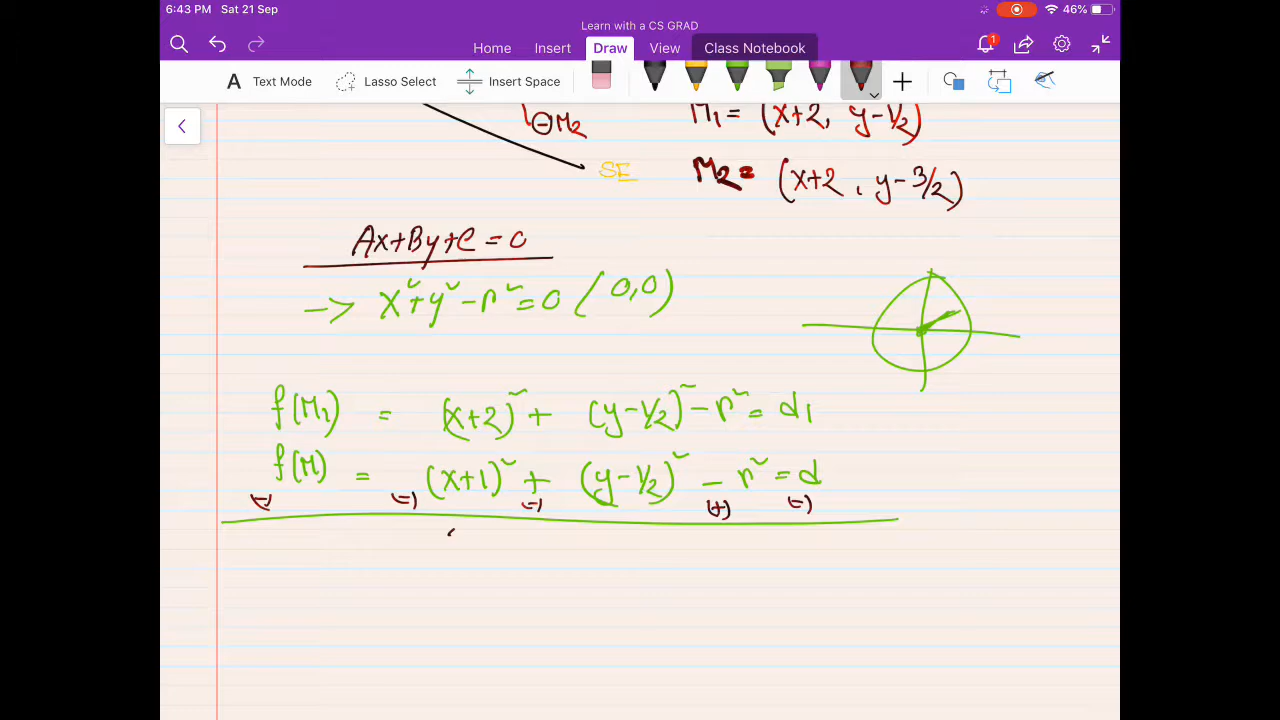 6:43 PM Sat 21 Sep 46%
Learn with a CS GRAD
Home Insert Draw View Class Notebook
1
A Text Mode Lasso Select Insert Space
M₁ = (x+2, y-1/2)
M2
SE
M₂ = (x+2, y-3/2)
Ax+By+C = 0
-> x²+y²-r²=0 (0,0)
f(M₁) = (x+2)² + (y-1/2)² - r² = d₁
f(M) = (x+1)² + (y-1/2)² - r² = d
(-) (-) (-) (+) (-)